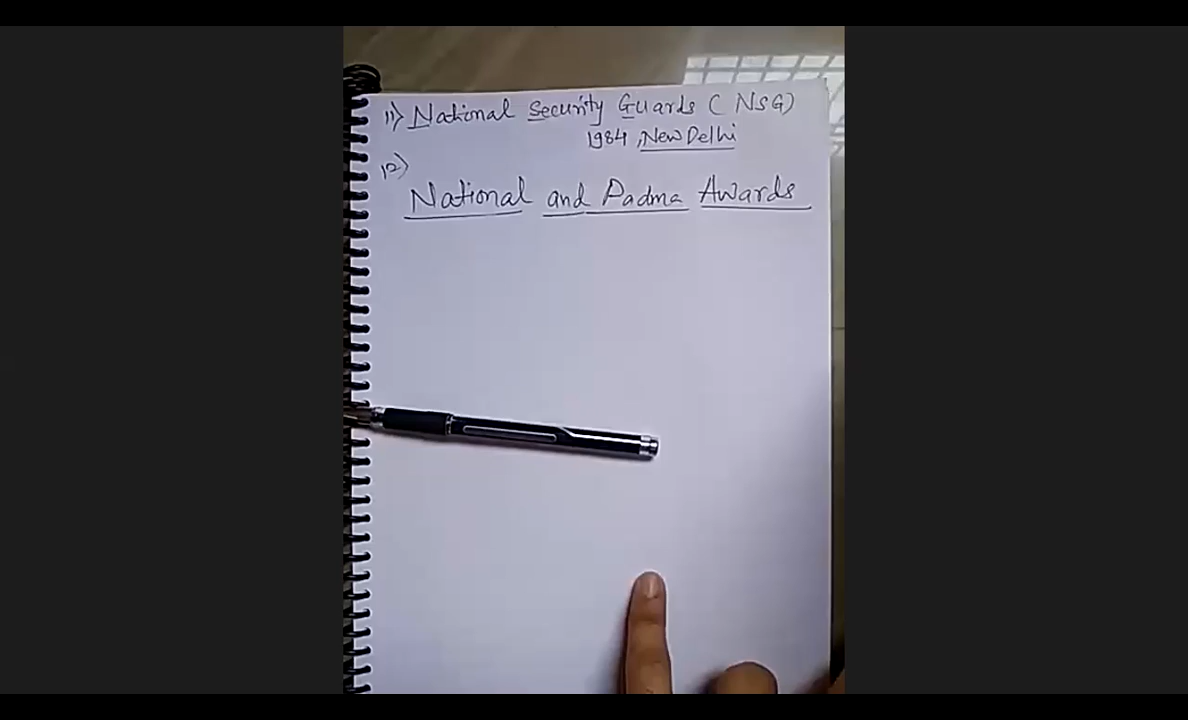 11) National Security Guards ( NSG)
1984 , New Delhi
12)
National and Padma Awards